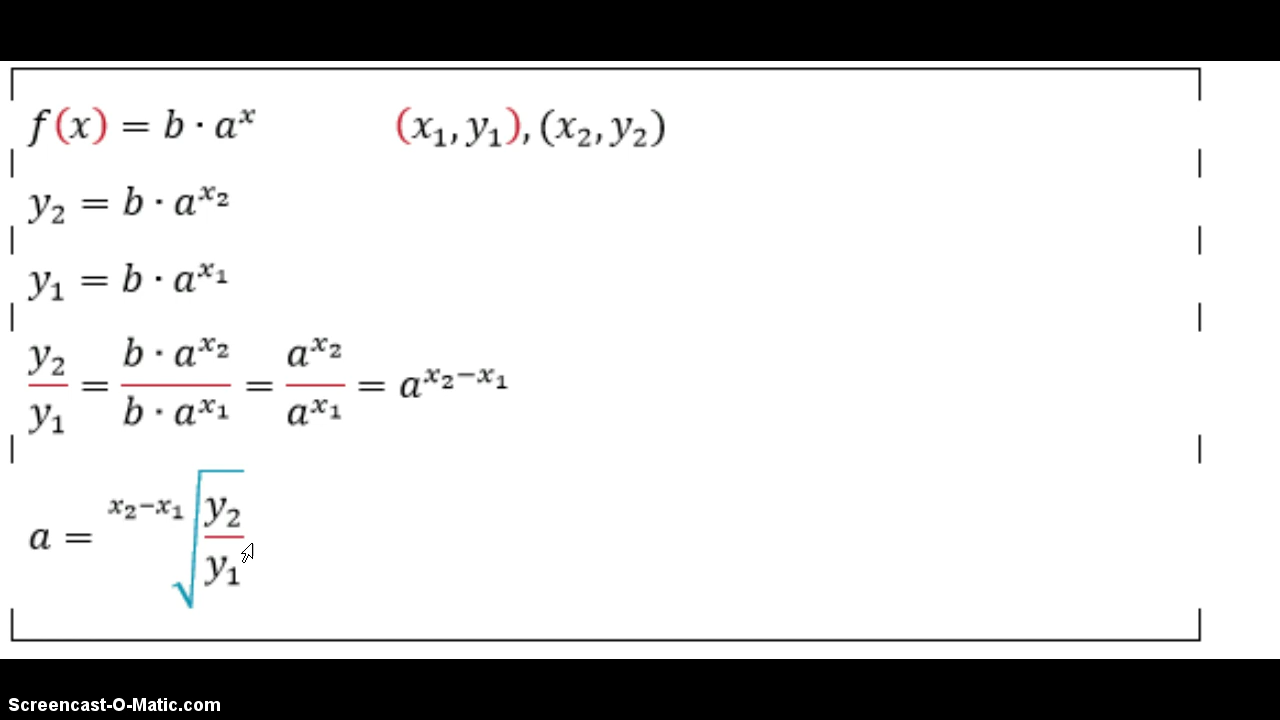 f(x) = b · a^x    (x₁, y₁), (x₂, y₂)
y₂ = b · a^(x₂)
y₁ = b · a^(x₁)
y₂/y₁ = (b · a^(x₂))/(b · a^(x₁)) = a^(x₂)/a^(x₁) = a^(x₂−x₁)
a = ^(x₂−x₁)√(y₂/y₁)
Screencast-O-Matic.com